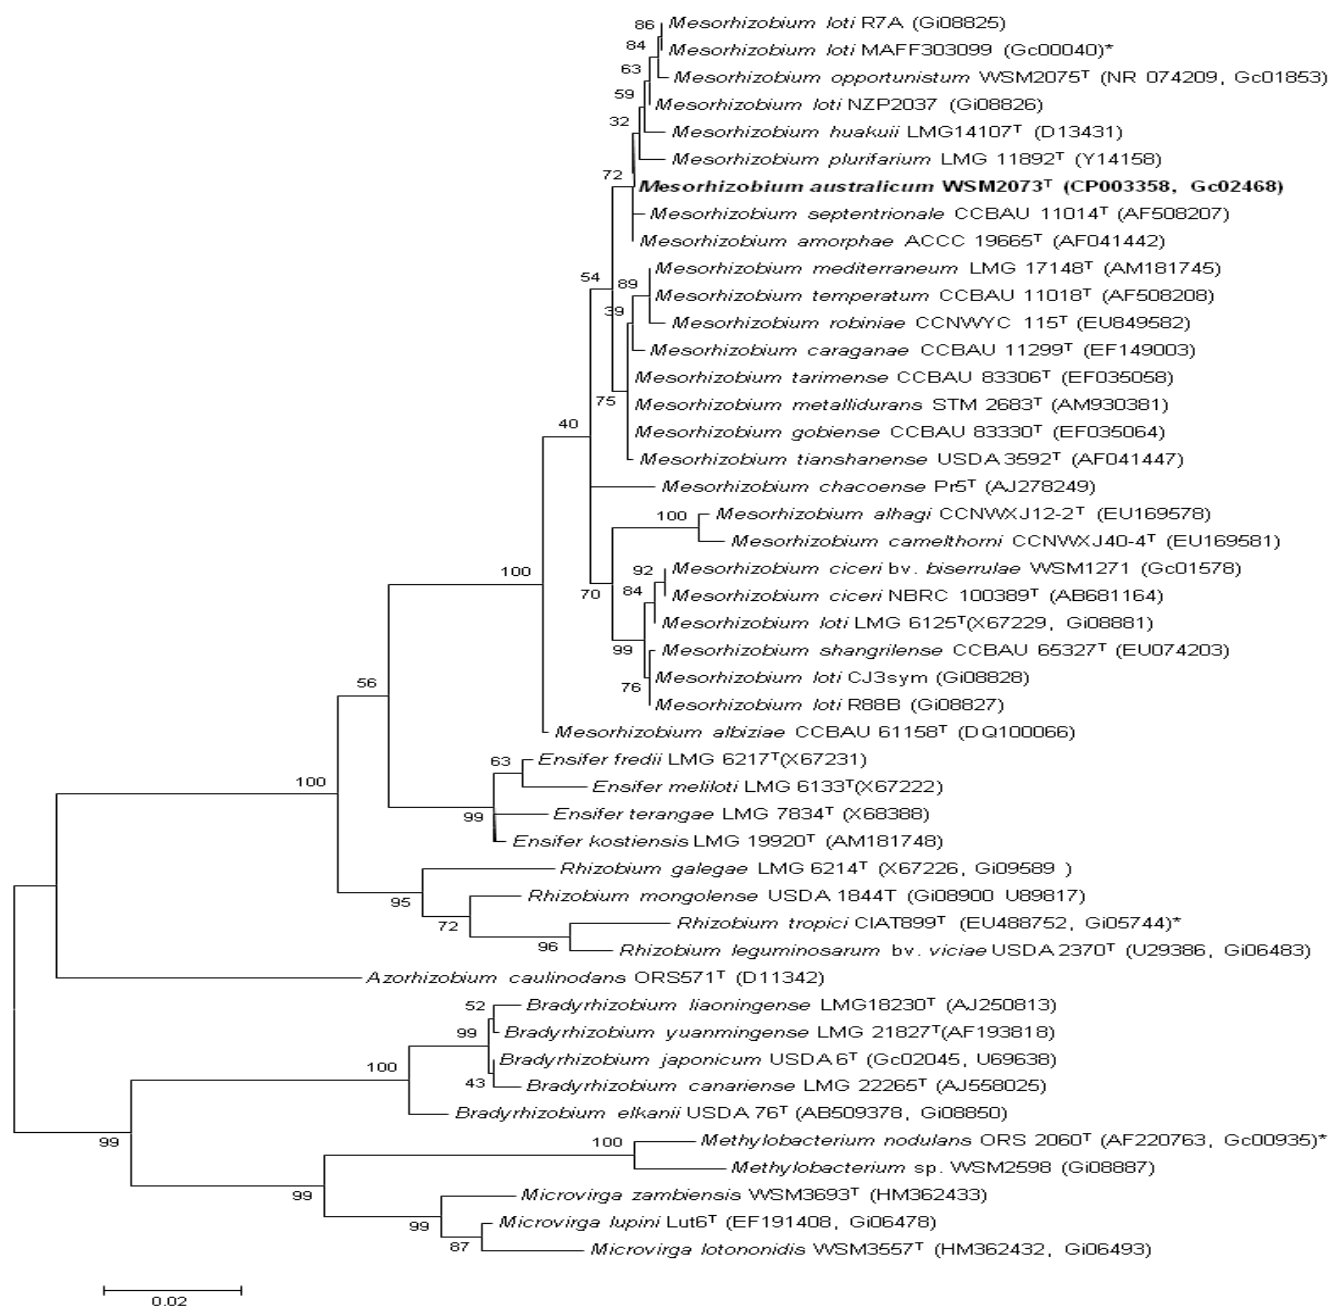 86 Mesorhizobium loti R7A (Gi08825)
84 Mesorhizobium loti MAFF303099 (Gc00040)*
63 Mesorhizobium opportunistum WSM2075ᵀ (NR 074209, Gc01853)
59 Mesorhizobium loti NZP2037 (Gi08826)
32 Mesorhizobium huakuii LMG14107ᵀ (D13431)
Mesorhizobium plurifarium LMG 11892ᵀ (Y14158)
72 Mesorhizobium australicum WSM2073ᵀ (CP003358, Gc02468)
Mesorhizobium septentrionale CCBAU 11014ᵀ (AF508207)
Mesorhizobium amorphae ACCC 19665ᵀ (AF041442)
54 89 Mesorhizobium mediterraneum LMG 17148ᵀ (AM181745)
Mesorhizobium temperatum CCBAU 11018ᵀ (AF508208)
39 Mesorhizobium robiniae CCNWYC 115ᵀ (EU849582)
Mesorhizobium caraganae CCBAU 11299ᵀ (EF149003)
Mesorhizobium tarimense CCBAU 83306ᵀ (EF035058)
75 Mesorhizobium metallidurans STM 2683ᵀ (AM930381)
40 Mesorhizobium gobiense CCBAU 83330ᵀ (EF035064)
Mesorhizobium tianshanense USDA 3592ᵀ (AF041447)
Mesorhizobium chacoense Pr5ᵀ (AJ278249)
100 Mesorhizobium alhagi CCNWXJ12-2ᵀ (EU169578)
Mesorhizobium camelthorni CCNWXJ40-4ᵀ (EU169581)
100 92 Mesorhizobium ciceri bv. biserrulae WSM1271 (Gc01578)
70 84 Mesorhizobium ciceri NBRC 100389ᵀ (AB681164)
Mesorhizobium loti LMG 6125ᵀ(X67229, Gi08881)
99 Mesorhizobium shangrilense CCBAU 65327ᵀ (EU074203)
56 76 Mesorhizobium loti CJ3sym (Gi08828)
Mesorhizobium loti R88B (Gi08827)
Mesorhizobium albiziae CCBAU 61158ᵀ (DQ100066)
63 Ensifer fredii LMG 6217ᵀ(X67231)
100 Ensifer meliloti LMG 6133ᵀ(X67222)
99 Ensifer terangae LMG 7834ᵀ (X68388)
Ensifer kostiensis LMG 19920ᵀ (AM181748)
Rhizobium galegae LMG 6214ᵀ (X67226, Gi09589 )
95 Rhizobium mongolense USDA 1844T (Gi08900 U89817)
72 Rhizobium tropici CIAT899ᵀ (EU488752, Gi05744)*
96 Rhizobium leguminosarum bv. viciae USDA 2370ᵀ (U29386, Gi06483)
Azorhizobium caulinodans ORS571ᵀ (D11342)
52 Bradyrhizobium liaoningense LMG18230ᵀ (AJ250813)
99 Bradyrhizobium yuanmingense LMG 21827ᵀ(AF193818)
100 Bradyrhizobium japonicum USDA 6ᵀ (Gc02045, U69638)
43 Bradyrhizobium canariense LMG 22265ᵀ (AJ558025)
Bradyrhizobium elkanii USDA 76ᵀ (AB509378, Gi08850)
99 100 Methylobacterium nodulans ORS 2060ᵀ (AF220763, Gc00935)*
Methylobacterium sp. WSM2598 (Gi08887)
99 Microvirga zambiensis WSM3693ᵀ (HM362433)
99 Microvirga lupini Lut6ᵀ (EF191408, Gi06478)
87 Microvirga lotononidis WSM3557ᵀ (HM362432, Gi06493)
0.02